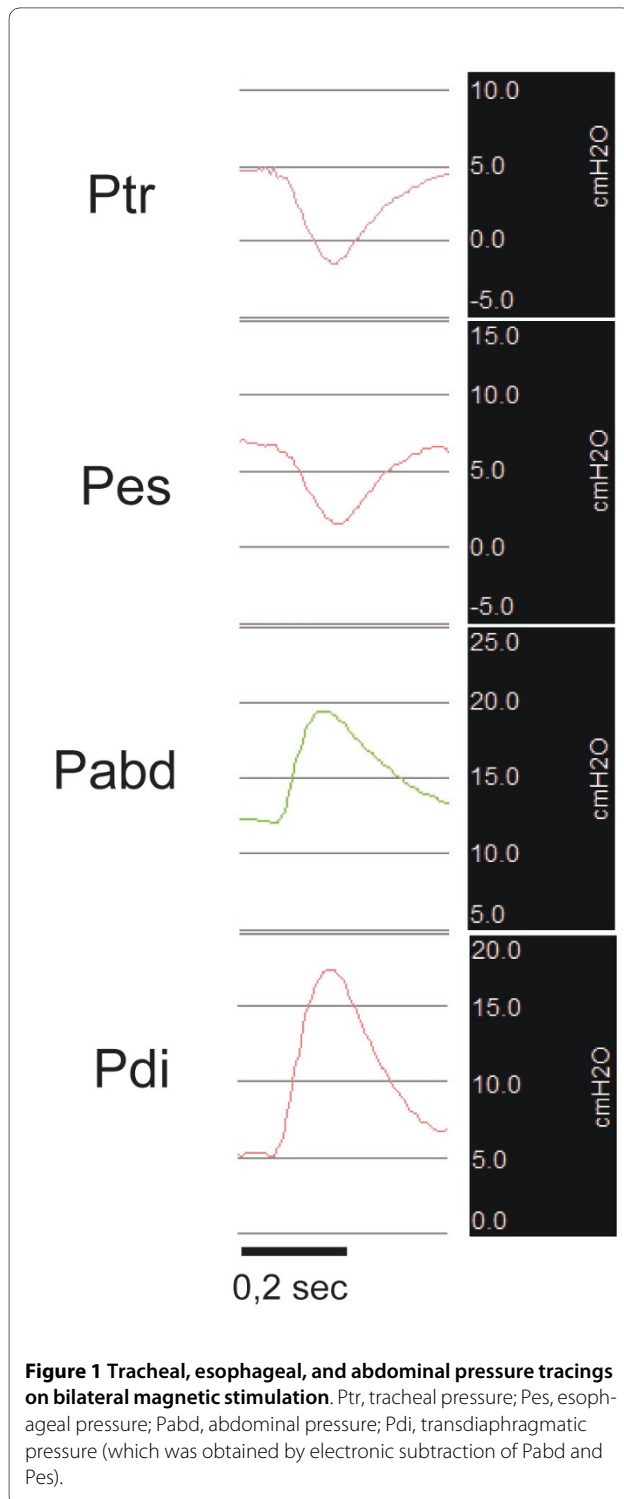 Ptr
10.0
5.0
0.0
-5.0
cmH2O
Pes
15.0
10.0
5.0
0.0
-5.0
cmH2O
Pabd
25.0
20.0
15.0
10.0
5.0
cmH2O
Pdi
20.0
15.0
10.0
5.0
0.0
cmH2O
0,2 sec
Figure 1 Tracheal, esophageal, and abdominal pressure tracings
on bilateral magnetic stimulation. Ptr, tracheal pressure; Pes, esoph-
ageal pressure; Pabd, abdominal pressure; Pdi, transdiaphragmatic
pressure (which was obtained by electronic subtraction of Pabd and
Pes).